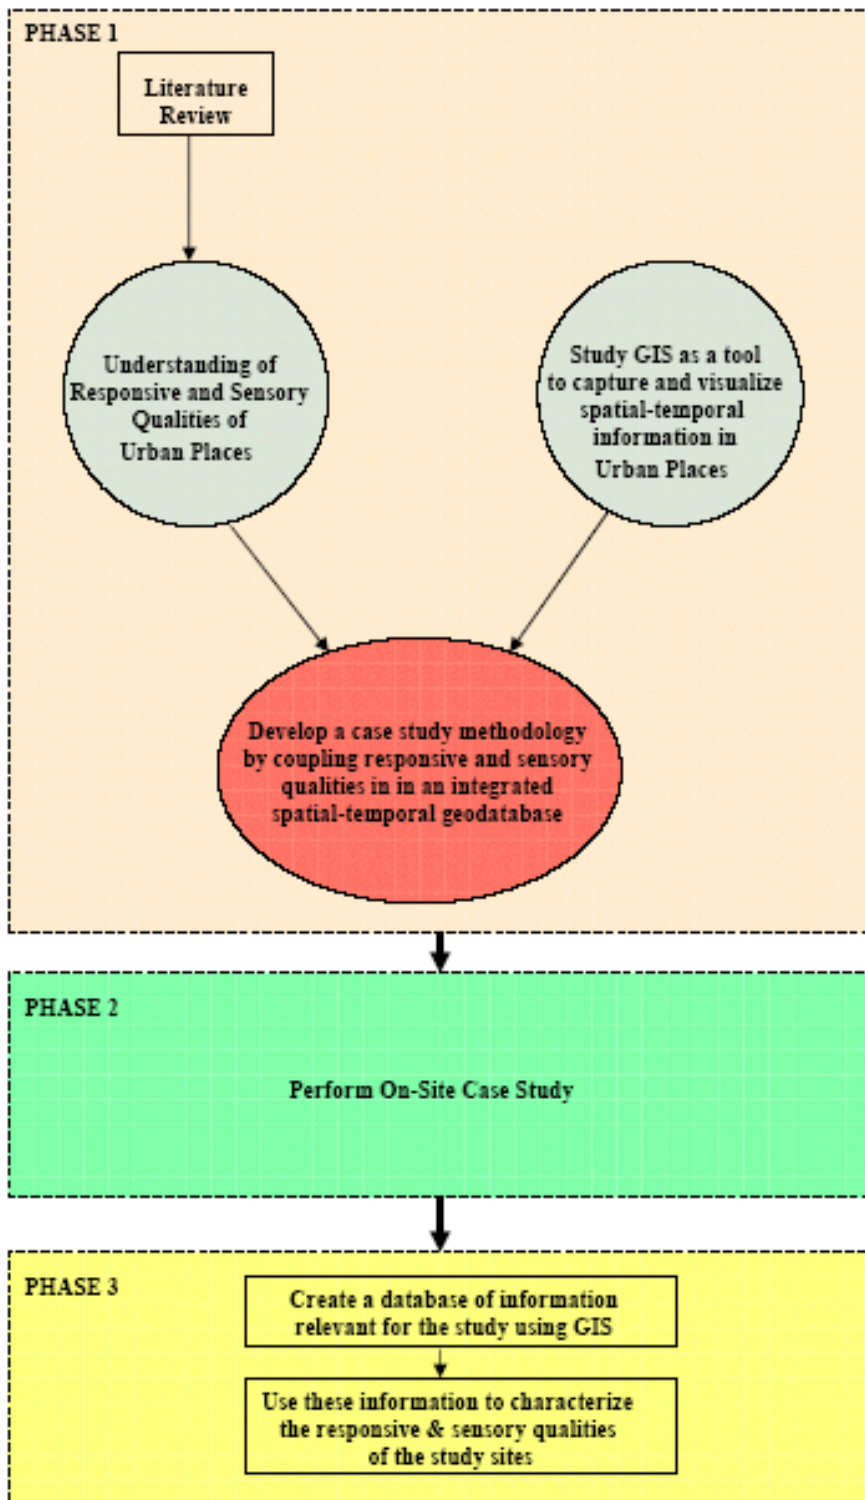 PHASE 1
Literature
Review
Understanding of
Responsive and Sensory
Qualities of
Urban Places
Study GIS as a tool
to capture and visualize
spatial-temporal
information in
Urban Places
Develop a case study methodology
by coupling responsive and sensory
qualities in in an integrated
spatial-temporal geodatabase
PHASE 2
Perform On-Site Case Study
PHASE 3
Create a database of information
relevant for the study using GIS
Use these information to characterize
the responsive & sensory qualities
of the study sites